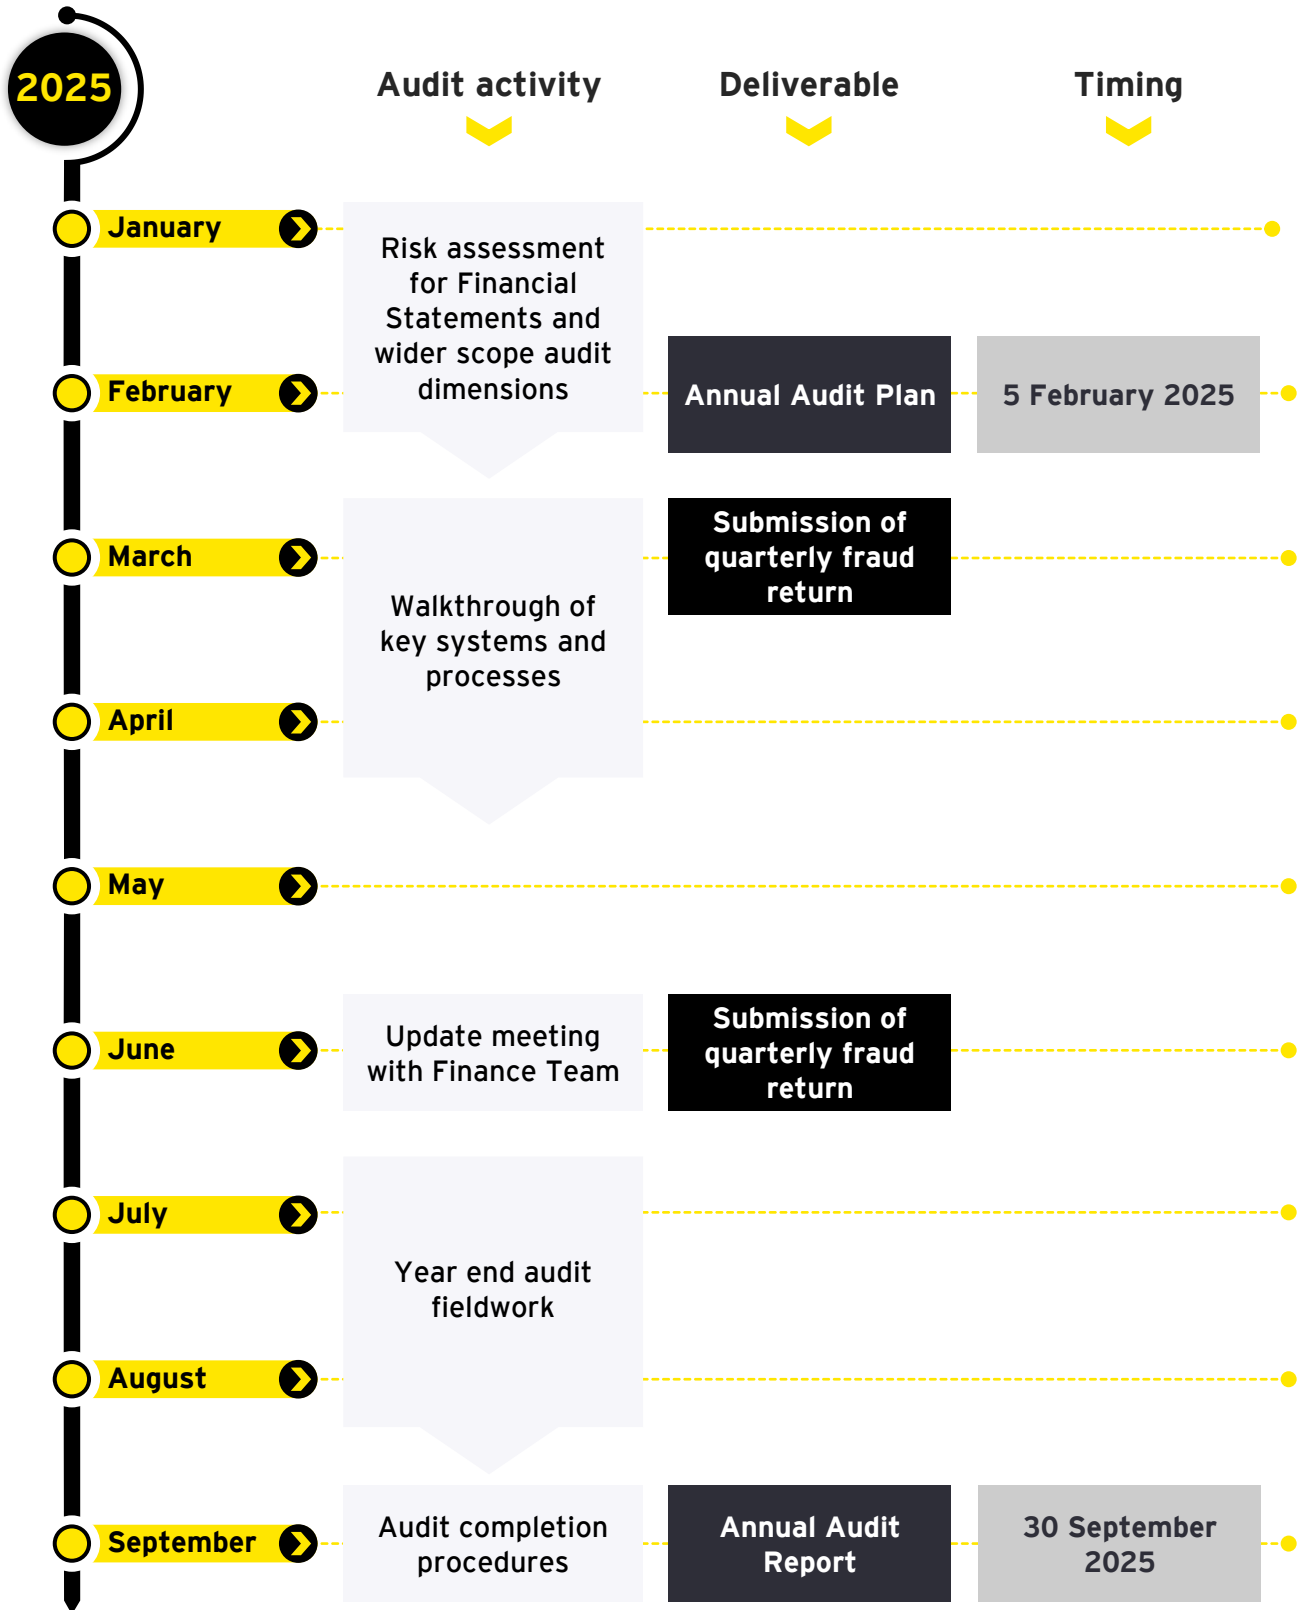 2025
Audit activity
Deliverable
Timing
January
Risk assessment
for Financial
Statements and
wider scope audit
dimensions
February
Annual Audit Plan
5 February 2025
March
Submission of
quarterly fraud
return
Walkthrough of
key systems and
processes
April
May
June
Update meeting
with Finance Team
Submission of
quarterly fraud
return
July
Year end audit
fieldwork
August
September
Audit completion
procedures
Annual Audit
Report
30 September
2025